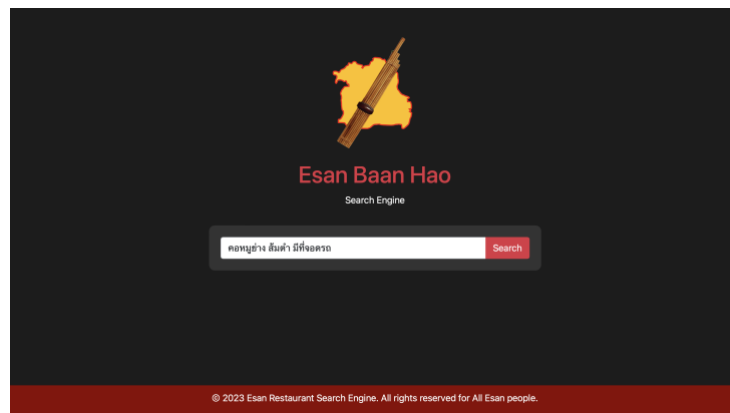 Esan Baan Hao
Search Engine
คอหมูย่าง ส้มตำ มีที่จอดรถ
Search
© 2023 Esan Restaurant Search Engine. All rights reserved for All Esan people.